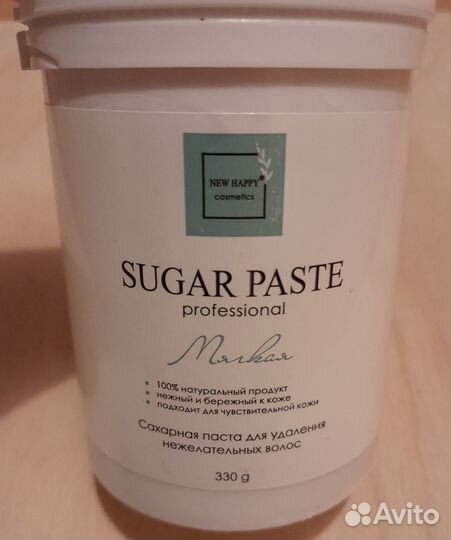 NEW HAPPY®
cosmetics
SUGAR PASTE
professional
Мягкая
• 100% натуральный продукт
• нежный и бережный к коже
• подходит для чувствительной кожи
Сахарная паста для удаления
нежелательных волос
330 g
Avito